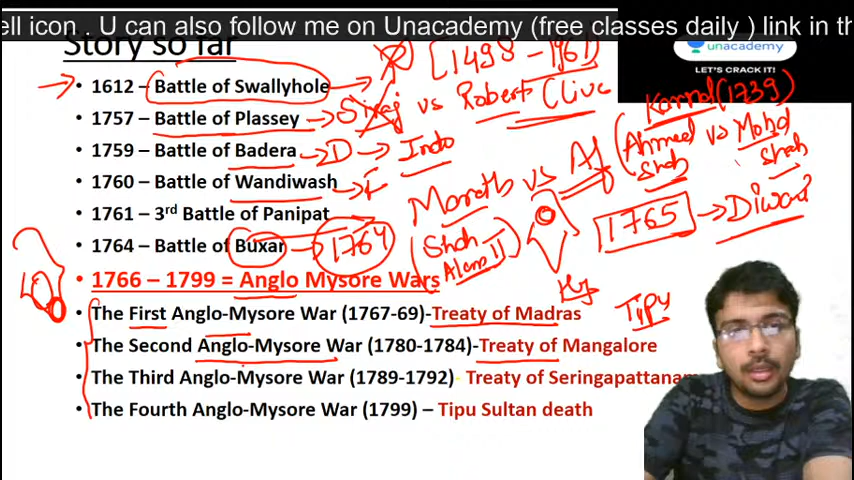 ell icon . U can also follow me on Unacademy (free classes daily ) link in th
Story so far
[1498 - 1961]
unacademy
LET'S CRACK IT!
• 1612 – Battle of Swallyhole
• 1757 – Battle of Plassey → Siraj vs Robert Clive
Karnal (1739)
• 1759 – Battle of Badera → D → Indo
Ahmed Shah vs Mohd Shah
• 1760 – Battle of Wandiwash → F
Marath vs Af
• 1761 – 3rd Battle of Panipat
1765 → Diwani
• 1764 – Battle of Buxar 1764
(Shah Alam II)
• 1766 – 1799 = Anglo Mysore Wars
Hy
• The First Anglo-Mysore War (1767-69)-Treaty of Madras
Tipu
• The Second Anglo-Mysore War (1780-1784)-Treaty of Mangalore
• The Third Anglo-Mysore War (1789-1792)- Treaty of Seringapattanam
• The Fourth Anglo-Mysore War (1799) – Tipu Sultan death